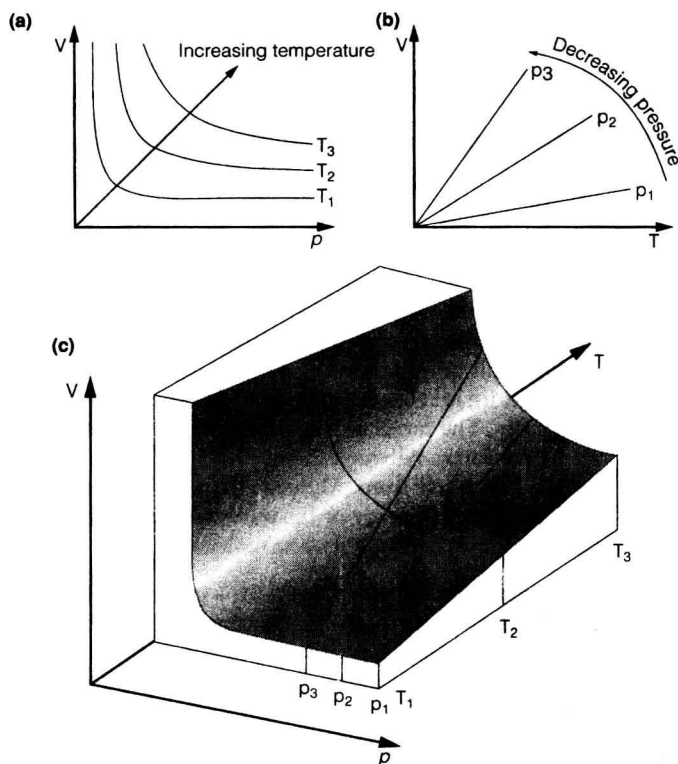 (a)
V
Increasing temperature
T₃
T₂
T₁
p
(b)
V
Decreasing pressure
p₃
p₂
p₁
T
(c)
V
T
T₃
T₂
p₃ p₂ p₁ T₁
p